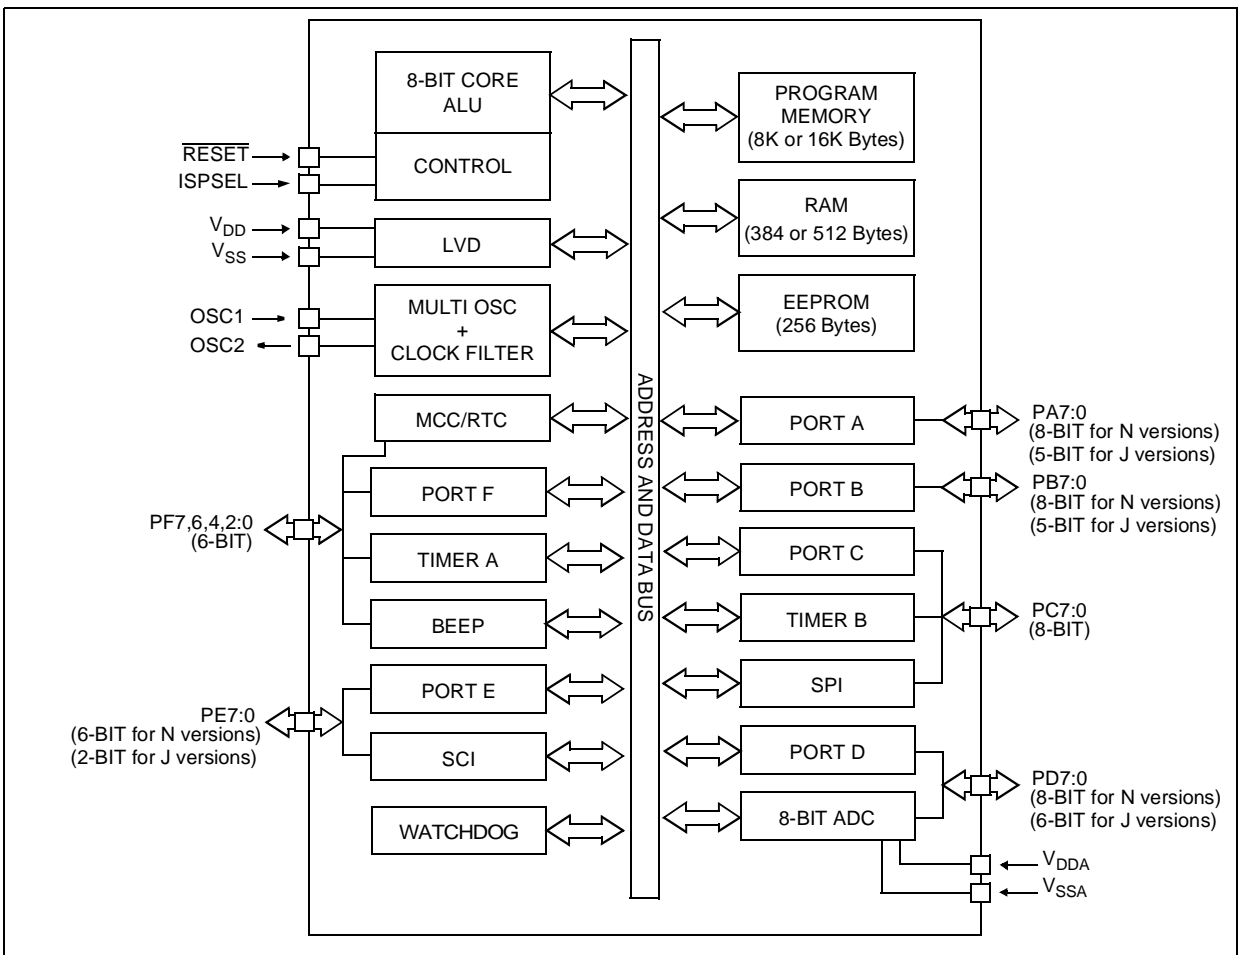 8-BIT CORE
ALU
CONTROL
RESET
ISPSEL
VDD
VSS
LVD
OSC1
OSC2
MULTI OSC
+
CLOCK FILTER
MCC/RTC
PORT F
PF7,6,4,2:0
(6-BIT)
TIMER A
BEEP
PORT E
PE7:0
(6-BIT for N versions)
(2-BIT for J versions)
SCI
WATCHDOG
ADDRESS AND DATA BUS
PROGRAM
MEMORY
(8K or 16K Bytes)
RAM
(384 or 512 Bytes)
EEPROM
(256 Bytes)
PORT A
PA7:0
(8-BIT for N versions)
(5-BIT for J versions)
PORT B
PB7:0
(8-BIT for N versions)
(5-BIT for J versions)
PORT C
TIMER B
PC7:0
(8-BIT)
SPI
PORT D
PD7:0
(8-BIT for N versions)
(6-BIT for J versions)
8-BIT ADC
VDDA
VSSA